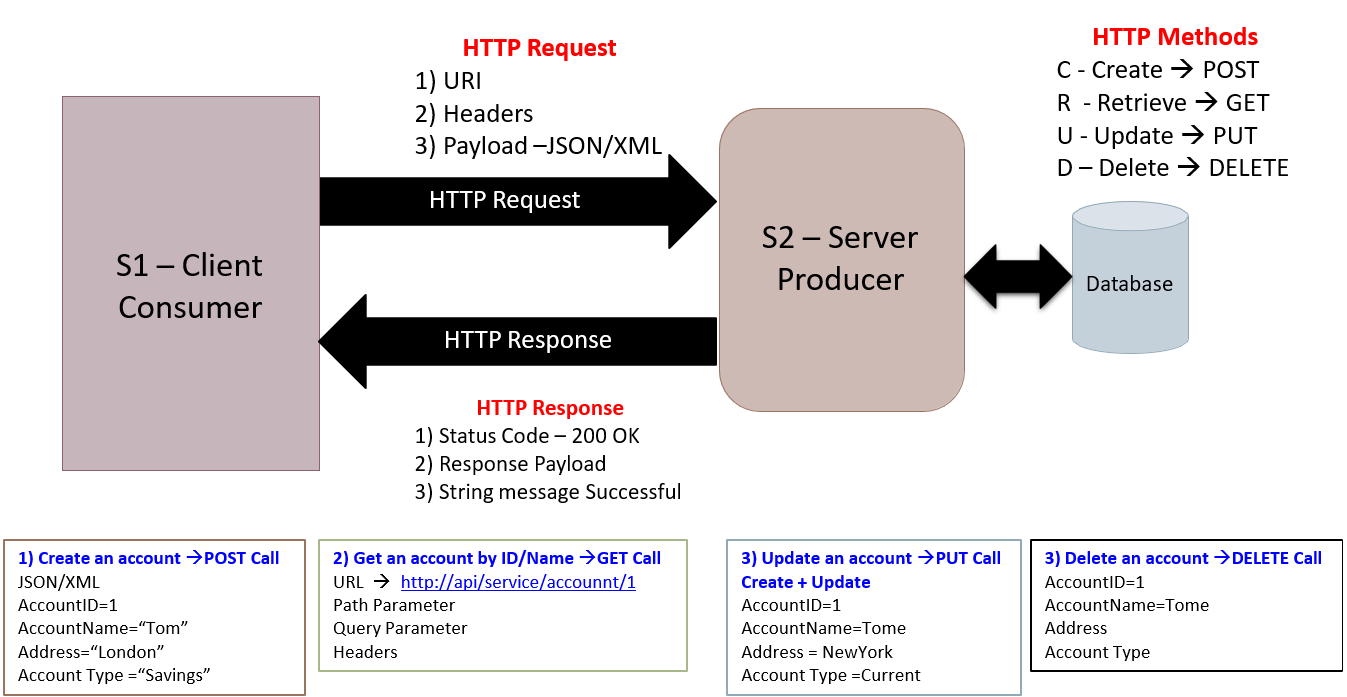 HTTP Request
1) URI
2) Headers
3) Payload –JSON/XML
HTTP Methods
C - Create → POST
R - Retrieve → GET
U - Update → PUT
D – Delete → DELETE
S1 – Client
Consumer
HTTP Request
S2 – Server
Producer
Database
HTTP Response
HTTP Response
1) Status Code – 200 OK
2) Response Payload
3) String message Successful
1) Create an account →POST Call
JSON/XML
AccountID=1
AccountName=“Tom”
Address=“London”
Account Type =“Savings”
2) Get an account by ID/Name →GET Call
URL → http://api/service/accounnt/1
Path Parameter
Query Parameter
Headers
3) Update an account →PUT Call
Create + Update
AccountID=1
AccountName=Tome
Address = NewYork
Account Type =Current
3) Delete an account →DELETE Call
AccountID=1
AccountName=Tome
Address
Account Type